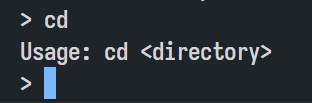 > cd
Usage: cd <directory>
>